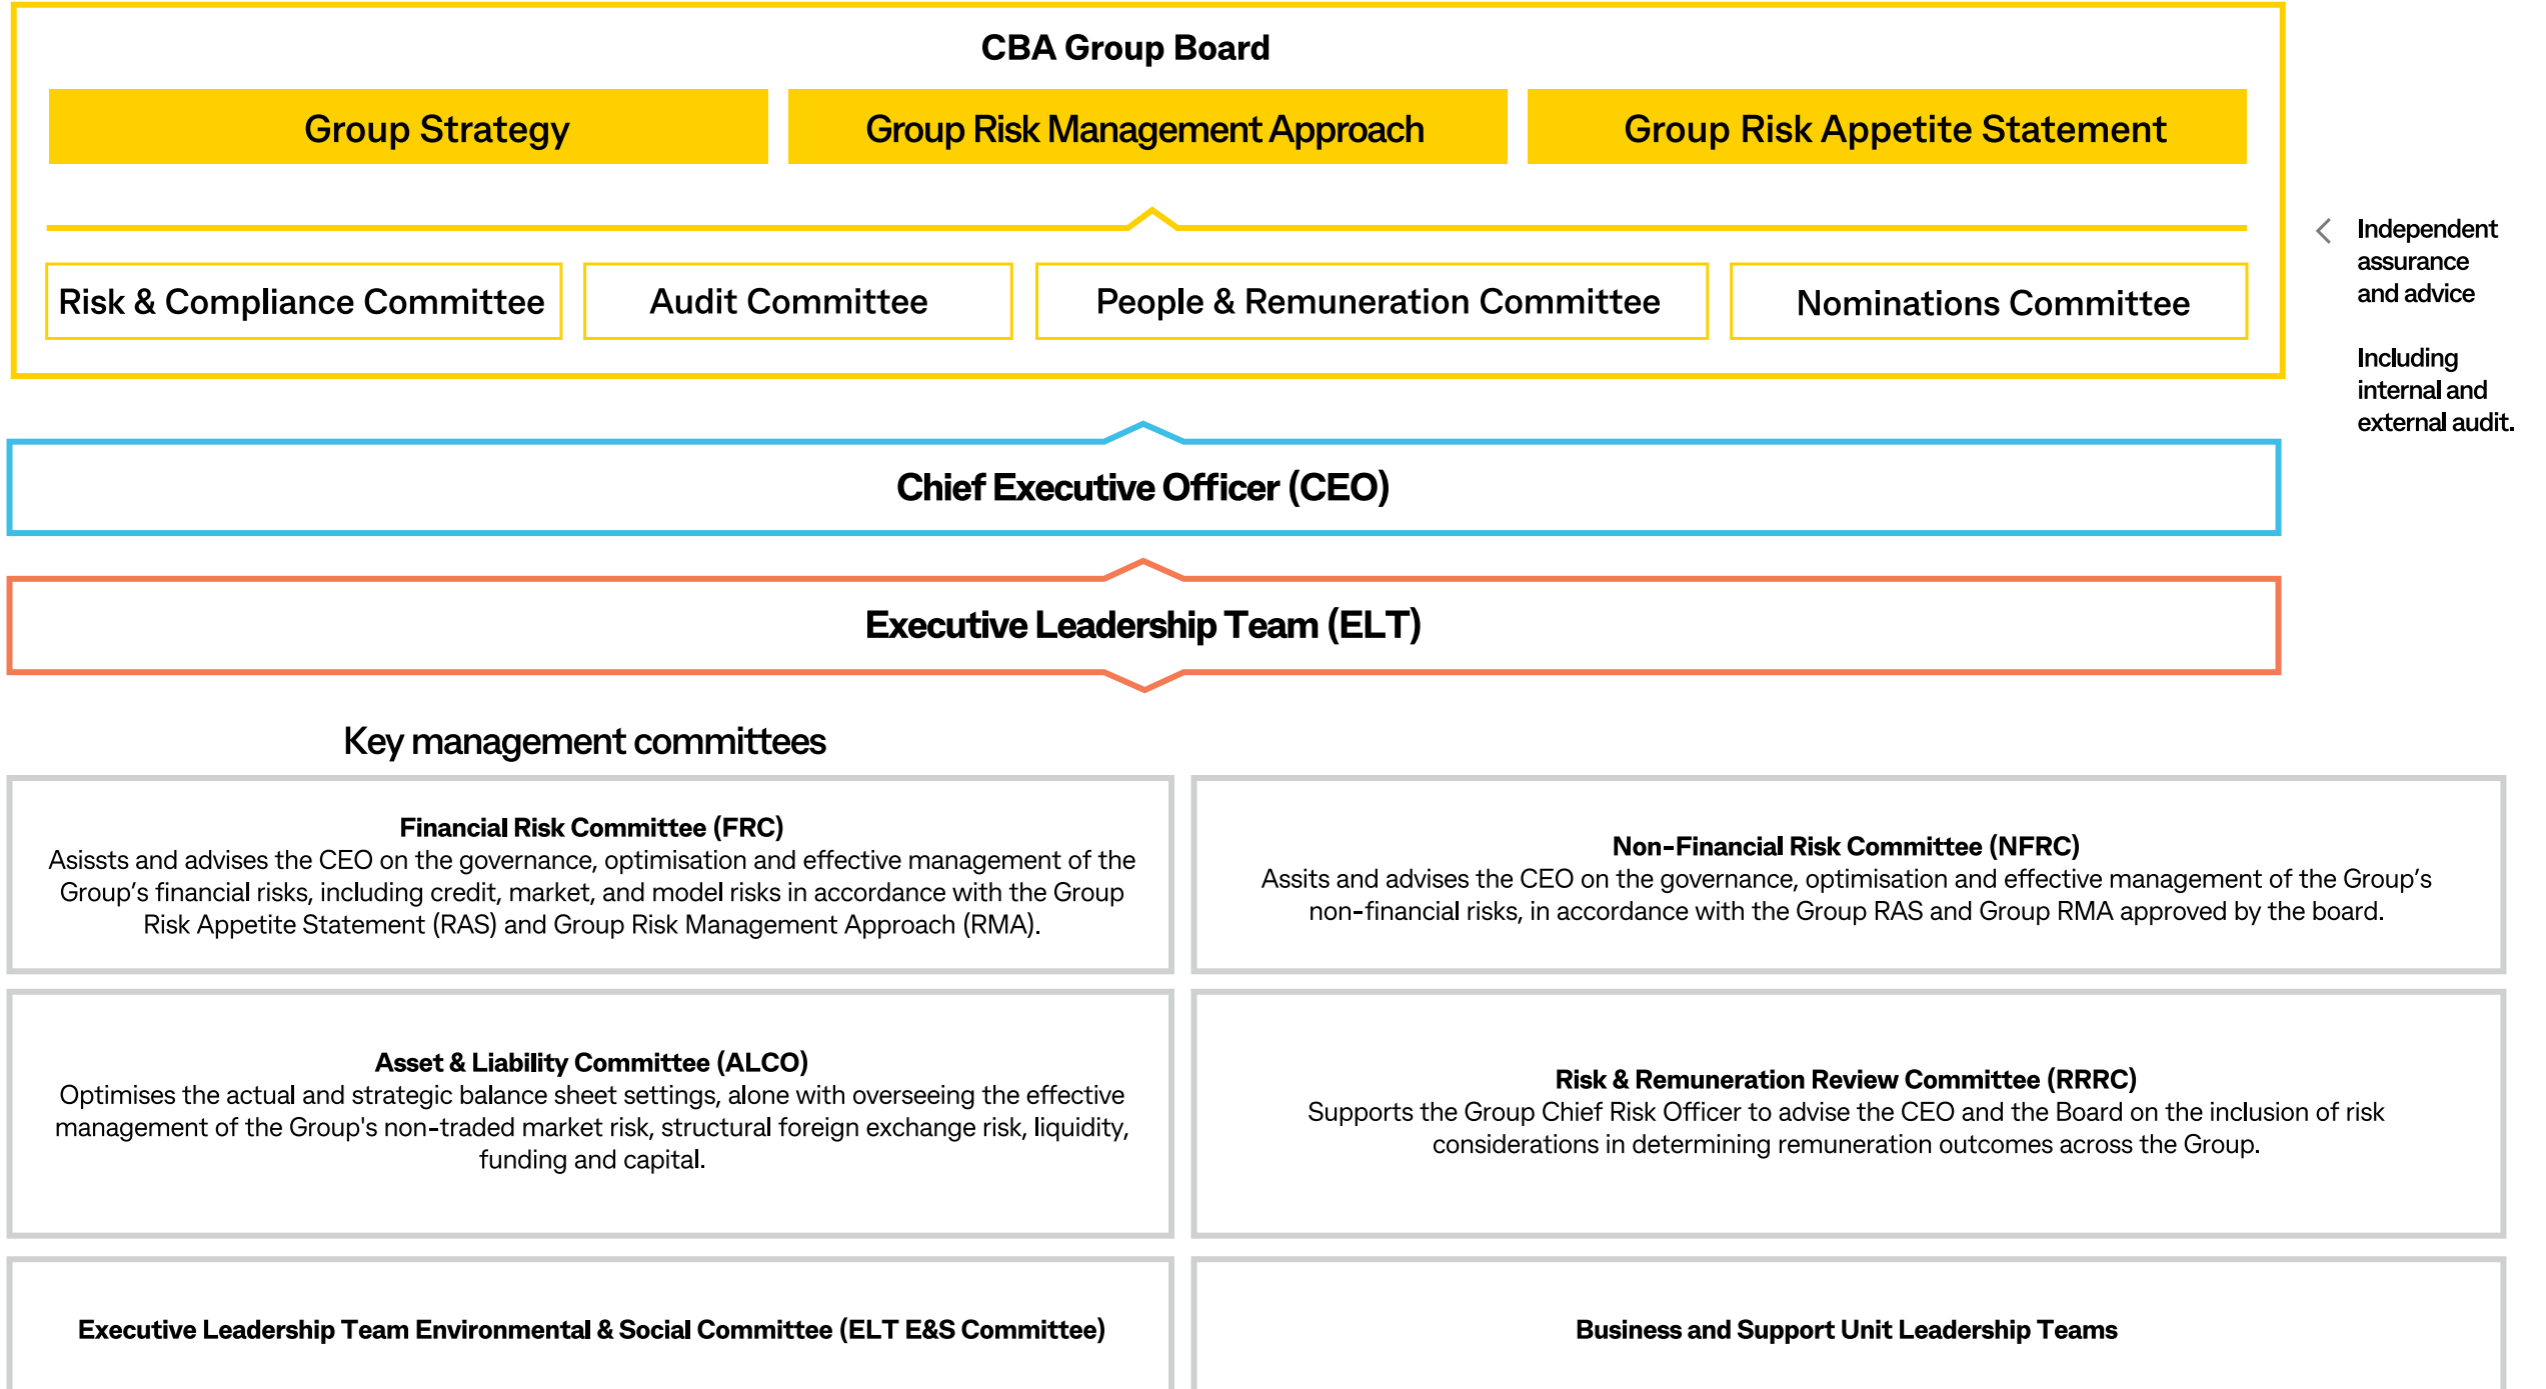 CBA Group Board
Group Strategy
Group Risk Management Approach
Group Risk Appetite Statement
Risk & Compliance Committee
Audit Committee
People & Remuneration Committee
Nominations Committee
Independent
assurance
and advice
Including
internal and
external audit.
Chief Executive Officer (CEO)
Executive Leadership Team (ELT)
Key management committees
Financial Risk Committee (FRC)
Asissts and advises the CEO on the governance, optimisation and effective management of the
Group’s financial risks, including credit, market, and model risks in accordance with the Group
Risk Appetite Statement (RAS) and Group Risk Management Approach (RMA).
Non-Financial Risk Committee (NFRC)
Assits and advises the CEO on the governance, optimisation and effective management of the Group’s
non-financial risks, in accordance with the Group RAS and Group RMA approved by the board.
Asset & Liability Committee (ALCO)
Optimises the actual and strategic balance sheet settings, alone with overseeing the effective
management of the Group's non-traded market risk, structural foreign exchange risk, liquidity,
funding and capital.
Risk & Remuneration Review Committee (RRRC)
Supports the Group Chief Risk Officer to advise the CEO and the Board on the inclusion of risk
considerations in determining remuneration outcomes across the Group.
Executive Leadership Team Environmental & Social Committee (ELT E&S Committee)
Business and Support Unit Leadership Teams